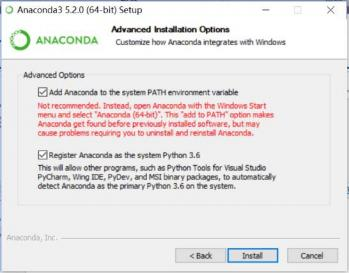 Anaconda3 5.2.0 (64-bit) Setup
Advanced Installation Options
ANACONDA
Customize how Anaconda integrates with Windows
Advanced Options
Add Anaconda to the system PATH environment variable
Not recommended. Instead, open Anaconda with the Windows Start
menu and select "Anaconda (64-bit)". This "add to PATH" option makes
Anaconda get found before previously installed software, but may
cause problems requiring you to uninstall and reinstall Anaconda.
Register Anaconda as the system Python 3.6
This will allow other programs, such as Python Tools for Visual Studio
PyCharm, Wing IDE, PyDev, and MSI binary packages, to automatically
detect Anaconda as the primary Python 3.6 on the system.
Anaconda, Inc.
< Back
Install
Cancel